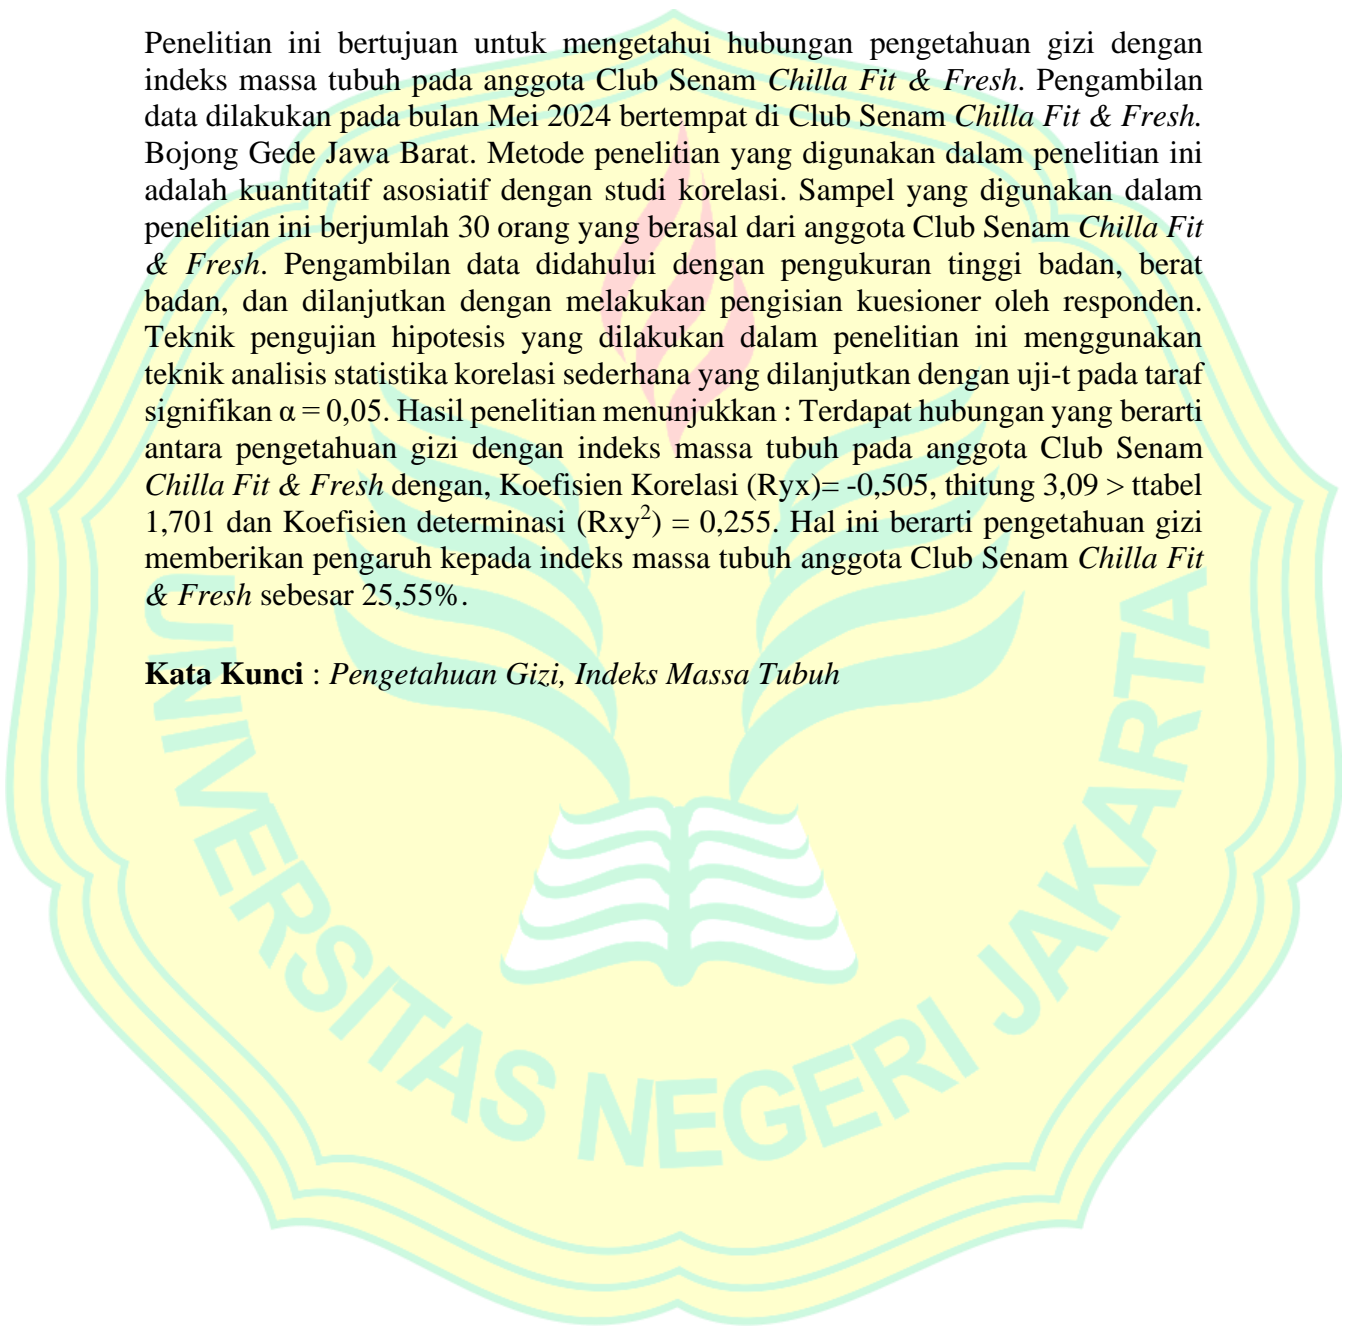 Penelitian ini bertujuan untuk mengetahui hubungan pengetahuan gizi dengan
indeks massa tubuh pada anggota Club Senam Chilla Fit & Fresh. Pengambilan
data dilakukan pada bulan Mei 2024 bertempat di Club Senam Chilla Fit & Fresh.
Bojong Gede Jawa Barat. Metode penelitian yang digunakan dalam penelitian ini
adalah kuantitatif asosiatif dengan studi korelasi. Sampel yang digunakan dalam
penelitian ini berjumlah 30 orang yang berasal dari anggota Club Senam Chilla Fit
& Fresh. Pengambilan data didahului dengan pengukuran tinggi badan, berat
badan, dan dilanjutkan dengan melakukan pengisian kuesioner oleh responden.
Teknik pengujian hipotesis yang dilakukan dalam penelitian ini menggunakan
teknik analisis statistika korelasi sederhana yang dilanjutkan dengan uji-t pada taraf
signifikan α = 0,05. Hasil penelitian menunjukkan : Terdapat hubungan yang berarti
antara pengetahuan gizi dengan indeks massa tubuh pada anggota Club Senam
Chilla Fit & Fresh dengan, Koefisien Korelasi (Ryx)= -0,505, thitung 3,09 > ttabel
1,701 dan Koefisien determinasi (Rxy²) = 0,255. Hal ini berarti pengetahuan gizi
memberikan pengaruh kepada indeks massa tubuh anggota Club Senam Chilla Fit
& Fresh sebesar 25,55%.
Kata Kunci : Pengetahuan Gizi, Indeks Massa Tubuh
UNIVERSITAS NEGERI JAKARTA